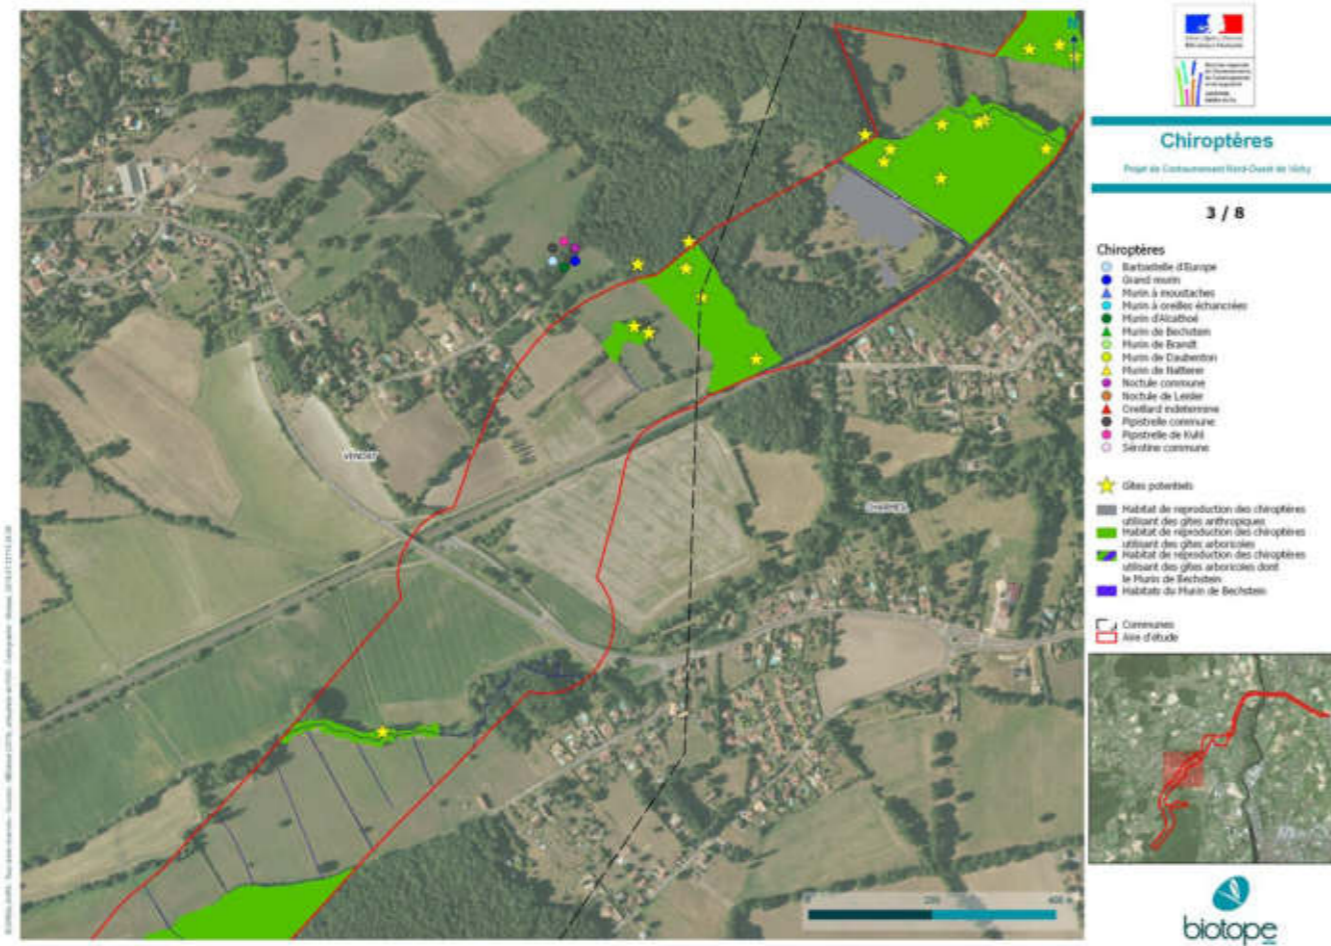 N
Chiroptères
Projet de Contournement Nord-Ouest de Vichy
3 / 8
Chiroptères
Barbastelle d'Europe
Grand murin
Murin à moustaches
Murin à oreilles échancrées
Murin d'Alcathoé
Murin de Bechstein
Murin de Brandt
Murin de Daubenton
Murin de Natterer
Noctule commune
Noctule de Leisler
Oreillard indéterminé
Pipistrelle commune
Pipistrelle de Kuhl
Sérotine commune
Gîtes potentiels
Habitat de reproduction des chiroptères
utilisant des gîtes anthropiques
Habitat de reproduction des chiroptères
utilisant des gîtes arboricoles
Habitat de reproduction des chiroptères
utilisant des gîtes arboricoles dont
le Murin de Bechstein
Habitats du Murin de Bechstein
Communes
Aire d'étude
VENDAT
CHARMEIL
0 200 400 m
biotope